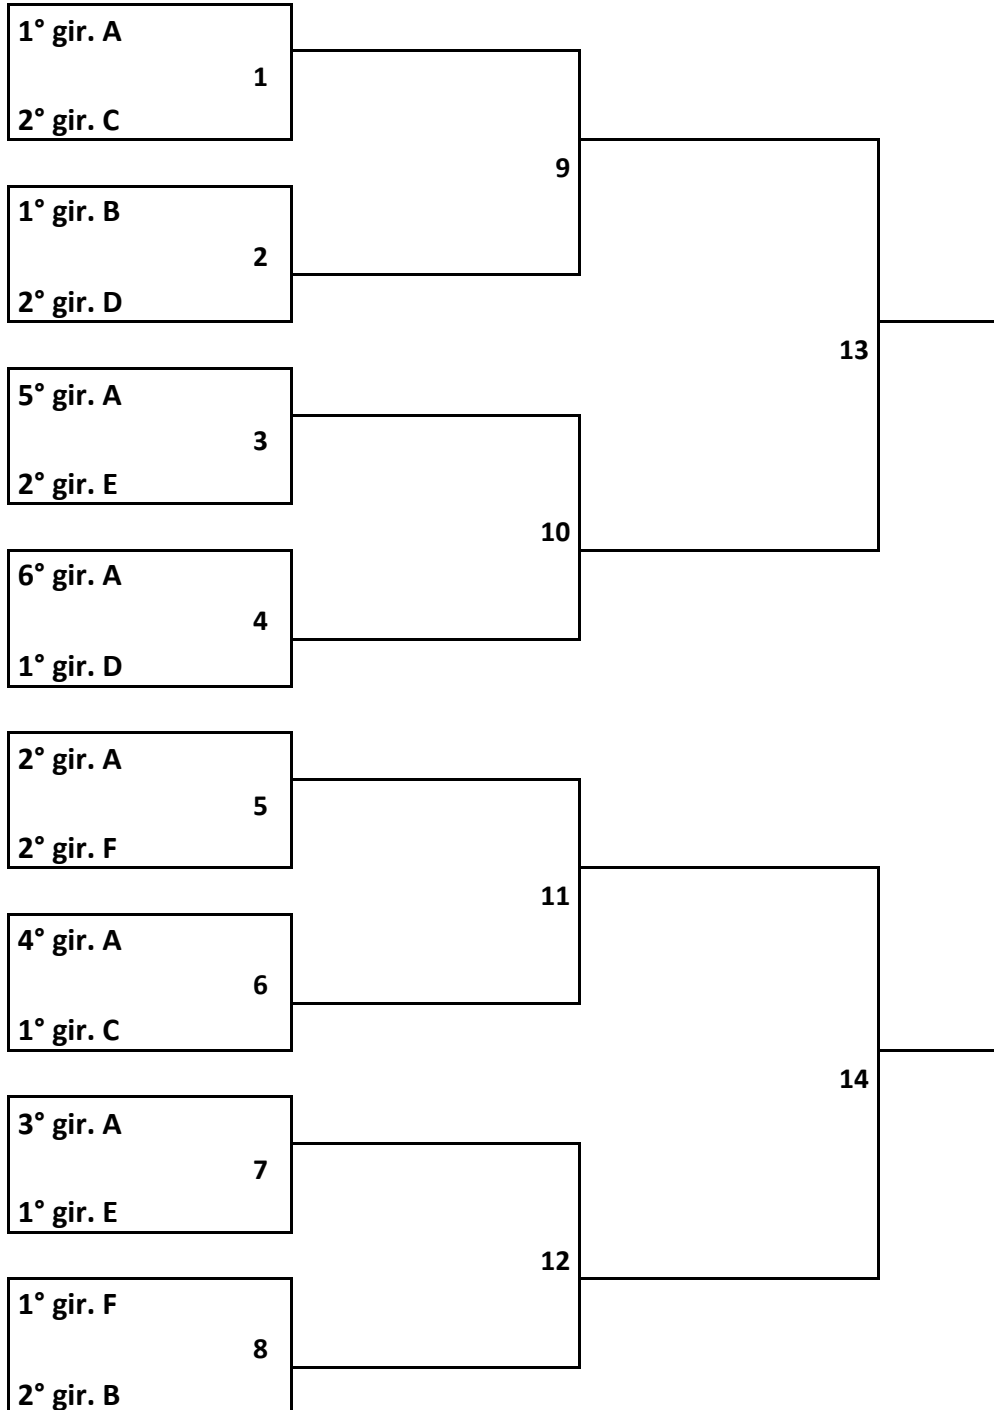 1° gir. A
1
2° gir. C
9
1° gir. B
2
2° gir. D
13
5° gir. A
3
2° gir. E
10
6° gir. A
4
1° gir. D
2° gir. A
5
2° gir. F
11
4° gir. A
6
1° gir. C
14
3° gir. A
7
1° gir. E
12
1° gir. F
8
2° gir. B